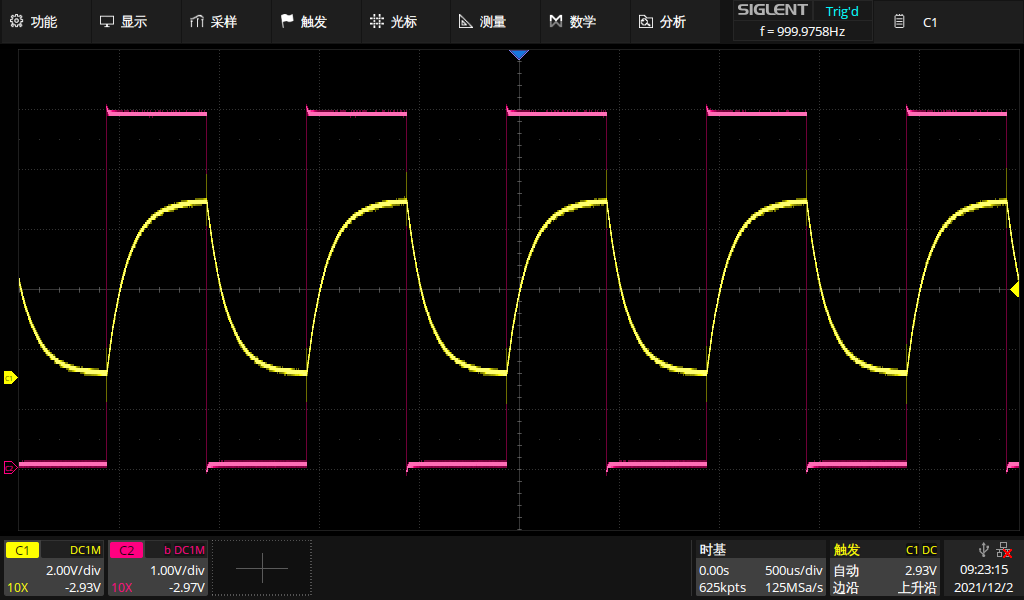 功能
显示
采样
触发
光标
测量
数学
分析
SIGLENT
Trig'd
f = 999.9758Hz
C1
C1
DC1M
2.00V/div
10X
-2.93V
C2
b DC1M
1.00V/div
10X
-2.97V
时基
0.00s
500us/div
625kpts
125MSa/s
触发
C1 DC
自动
2.93V
边沿
上升沿
09:23:15
2021/12/2